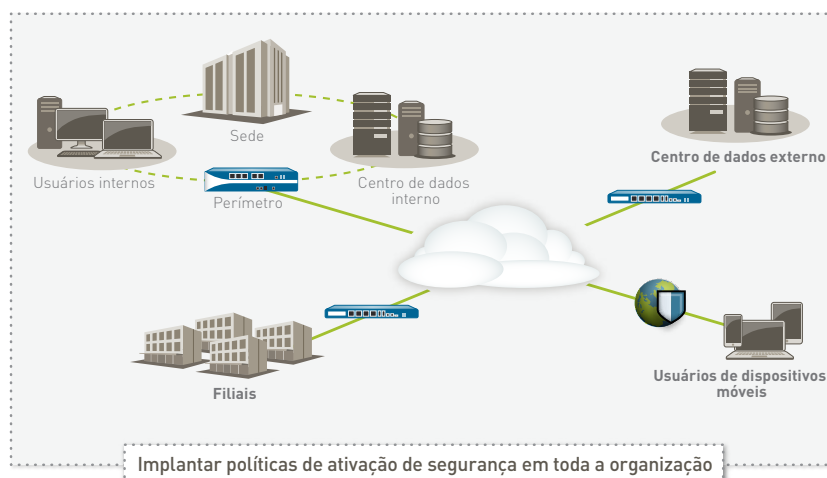 Sede
Usuários internos
Perímetro
Centro de dados
interno
Centro de dados externo
Filiais
Usuários de dispositivos
móveis
Implantar políticas de ativação de segurança em toda a organização